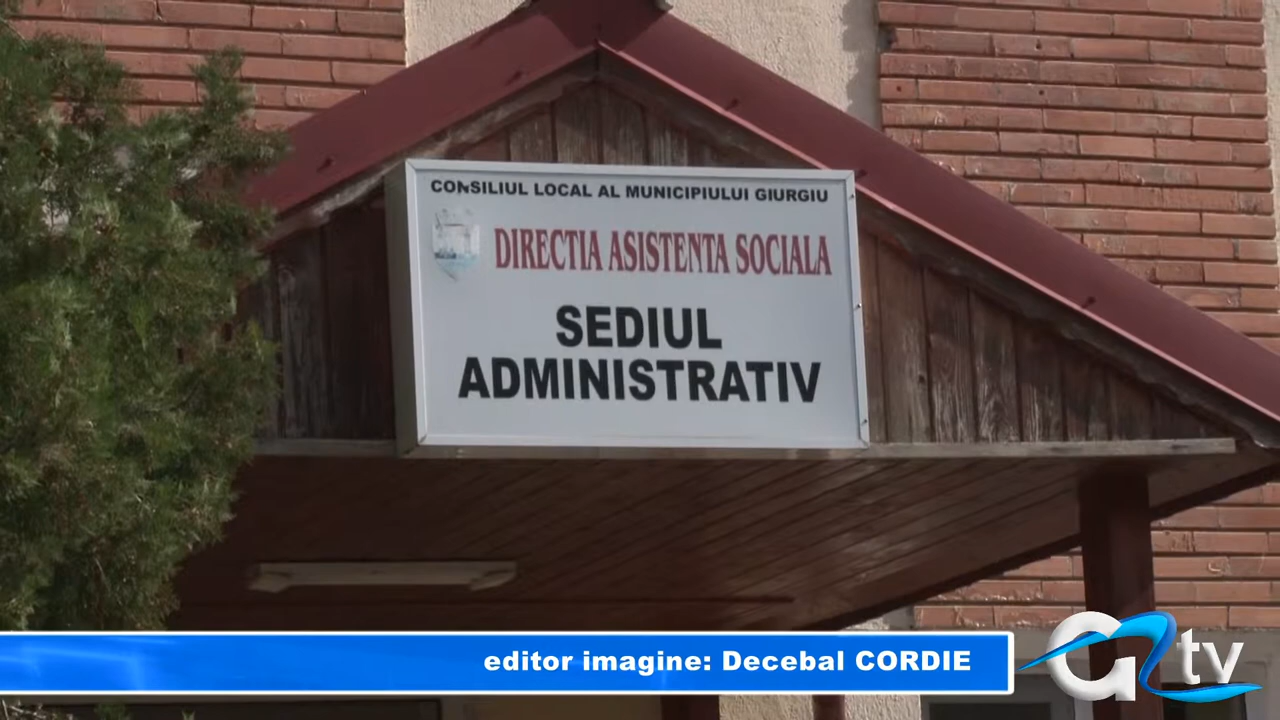 CONSILIUL LOCAL AL MUNICIPIULUI GIURGIU
DIRECTIA ASISTENTA SOCIALA
SEDIUL
ADMINISTRATIV
editor imagine: Decebal CORDIE
G tv